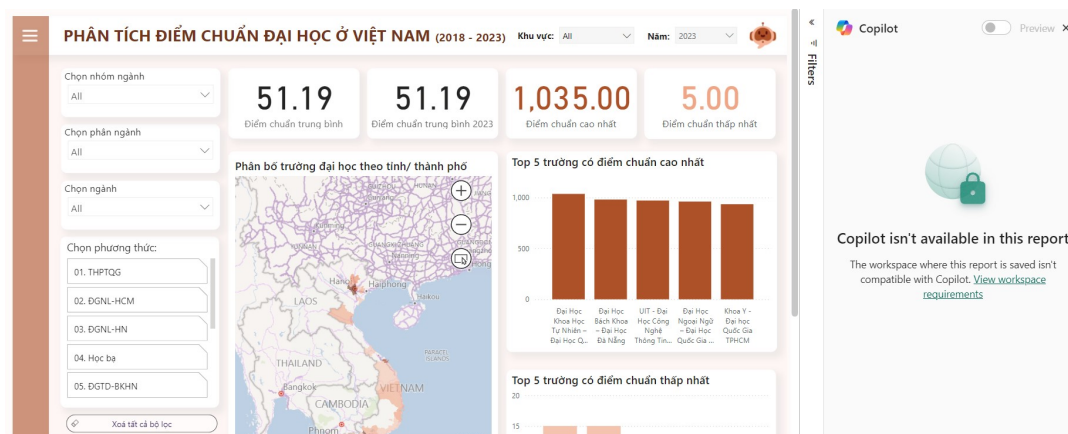 PHÂN TÍCH ĐIỂM CHUẨN ĐẠI HỌC Ở VIỆT NAM (2018 - 2023)
Khu vực: All
Năm: 2023
Chọn nhóm ngành
All
Chọn phân ngành
All
Chọn ngành
All
Chọn phương thức:
01. THPTQG
02. ĐGNL-HCM
03. ĐGNL-HN
04. Học bạ
05. ĐGTD-BKHN
Xoá tất cả bộ lọc
51.19
Điểm chuẩn trung bình
51.19
Điểm chuẩn trung bình 2023
1,035.00
Điểm chuẩn cao nhất
5.00
Điểm chuẩn thấp nhất
Phân bố trường đại học theo tỉnh/ thành phố
HUNAN
Kunming
YUNNAN
Nanning
Hanoi
Haiphong
Haikou
LAOS
PARACEL
ISLANDS
THAILAND
Bangkok
VIETNAM
CAMBODIA
Phnom
Top 5 trường có điểm chuẩn cao nhất
1,000
500
0
Đại Học
Khoa Học
Tự Nhiên –
Đại Học Q...
Đại Học
Bách Khoa
– Đại Học
Đà Nẵng
UIT - Đại
Học Công
Nghệ
Thông Tin...
Đại Học
Ngoại Ngữ
– Đại Học
Quốc Gia ...
Khoa Y -
Đại học
Quốc Gia
TPHCM
Top 5 trường có điểm chuẩn thấp nhất
20
15
Filters
Copilot
Preview
Copilot isn't available in this report
The workspace where this report is saved isn't
compatible with Copilot. View workspace
requirements